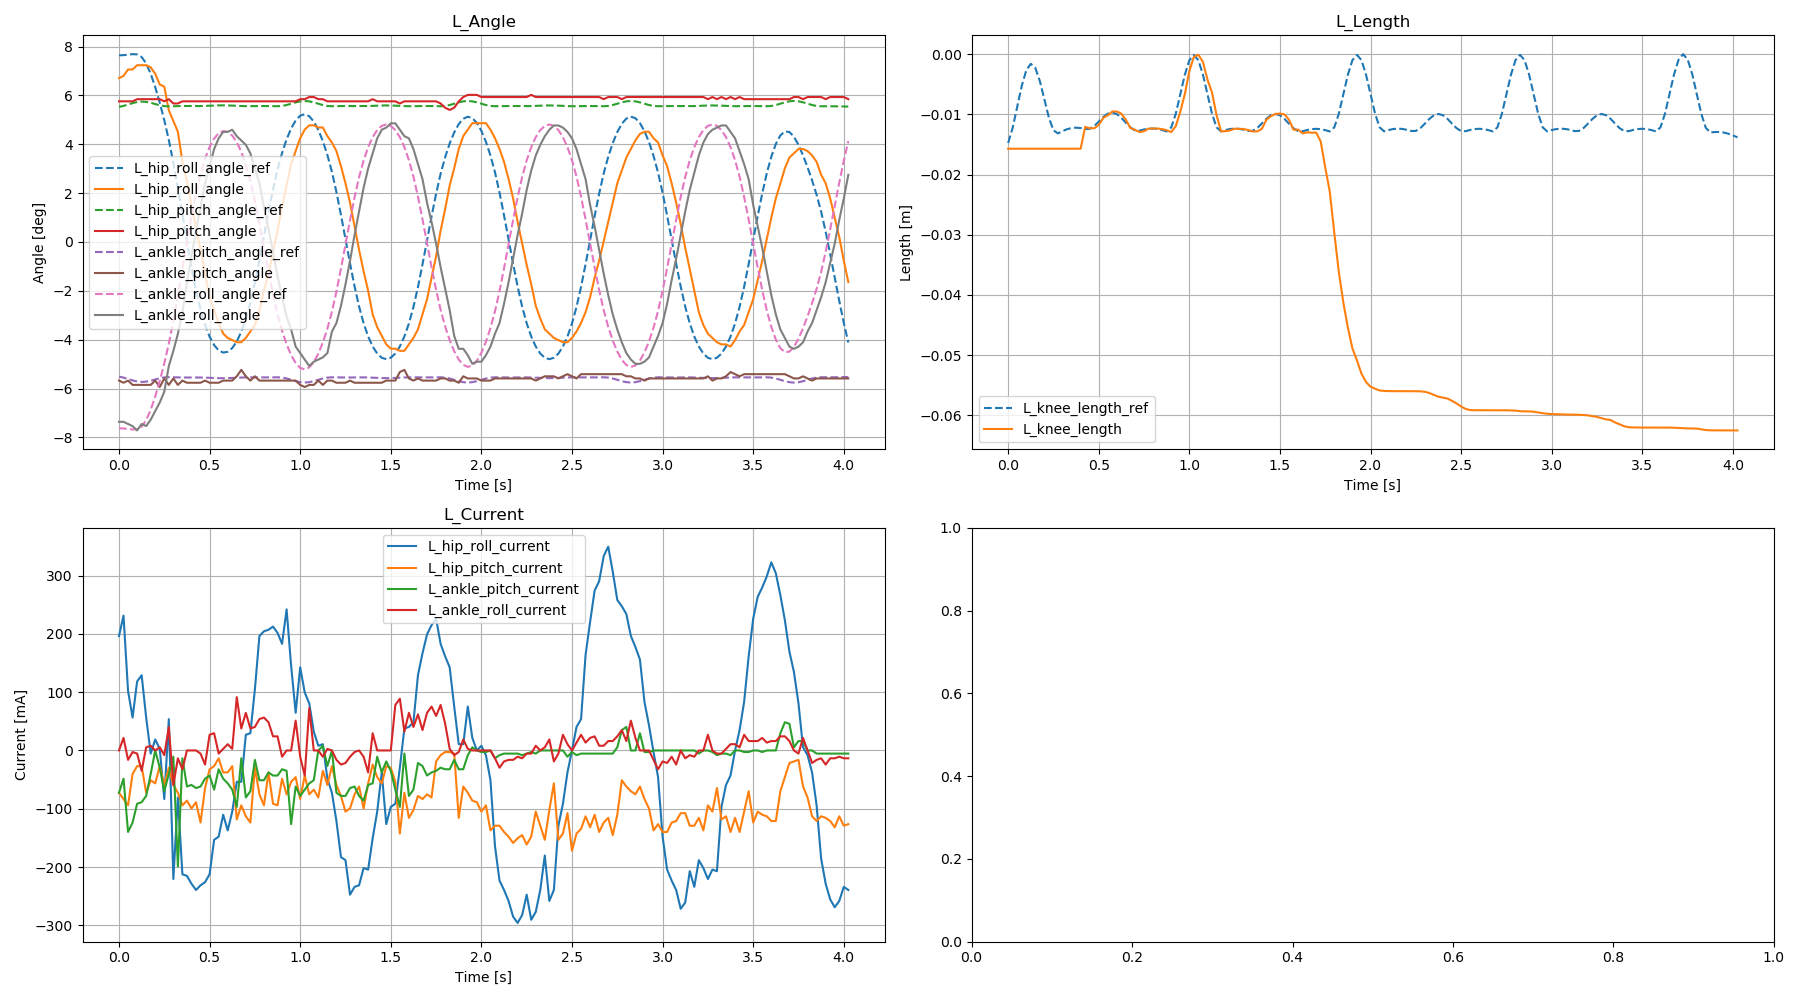 L_Angle
8
6
4
2
0
−2
−4
−6
−8
Angle [deg]
L_hip_roll_angle_ref
L_hip_roll_angle
L_hip_pitch_angle_ref
L_hip_pitch_angle
L_ankle_pitch_angle_ref
L_ankle_pitch_angle
L_ankle_roll_angle_ref
L_ankle_roll_angle
0.0 0.5 1.0 1.5 2.0 2.5 3.0 3.5 4.0
Time [s]
L_Length
0.00
−0.01
−0.02
−0.03
−0.04
−0.05
−0.06
Length [m]
L_knee_length_ref
L_knee_length
0.0 0.5 1.0 1.5 2.0 2.5 3.0 3.5 4.0
Time [s]
L_Current
300
200
100
0
−100
−200
−300
Current [mA]
L_hip_roll_current
L_hip_pitch_current
L_ankle_pitch_current
L_ankle_roll_current
0.0 0.5 1.0 1.5 2.0 2.5 3.0 3.5 4.0
Time [s]
1.0
0.8
0.6
0.4
0.2
0.0
0.0 0.2 0.4 0.6 0.8 1.0